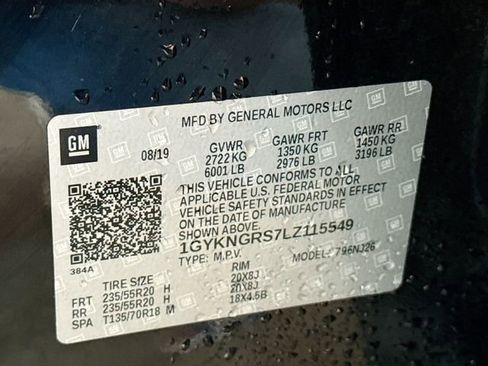 MFD BY GENERAL MOTORS LLC
GM
08/19 GVWR GAWR FRT GAWR RR
2722 KG 1350 KG 1450 KG
6001 LB 2976 LB 3196 LB
THIS VEHICLE CONFORMS TO ALL
APPLICABLE U.S. FEDERAL MOTOR
VEHICLE SAFETY STANDARDS IN EFFECT
ON THE DATE OF MANUFACTURE
SHOWN ABOVE.
1GYKNGRS7LZ115549
TYPE: M.P.V. MODEL: 796NJ26
384A
TIRE SIZE RIM
FRT 235/55R20 H 20X8J
RR 235/55R20 H 20X8J
SPA T135/70R18 M 18X4.5B